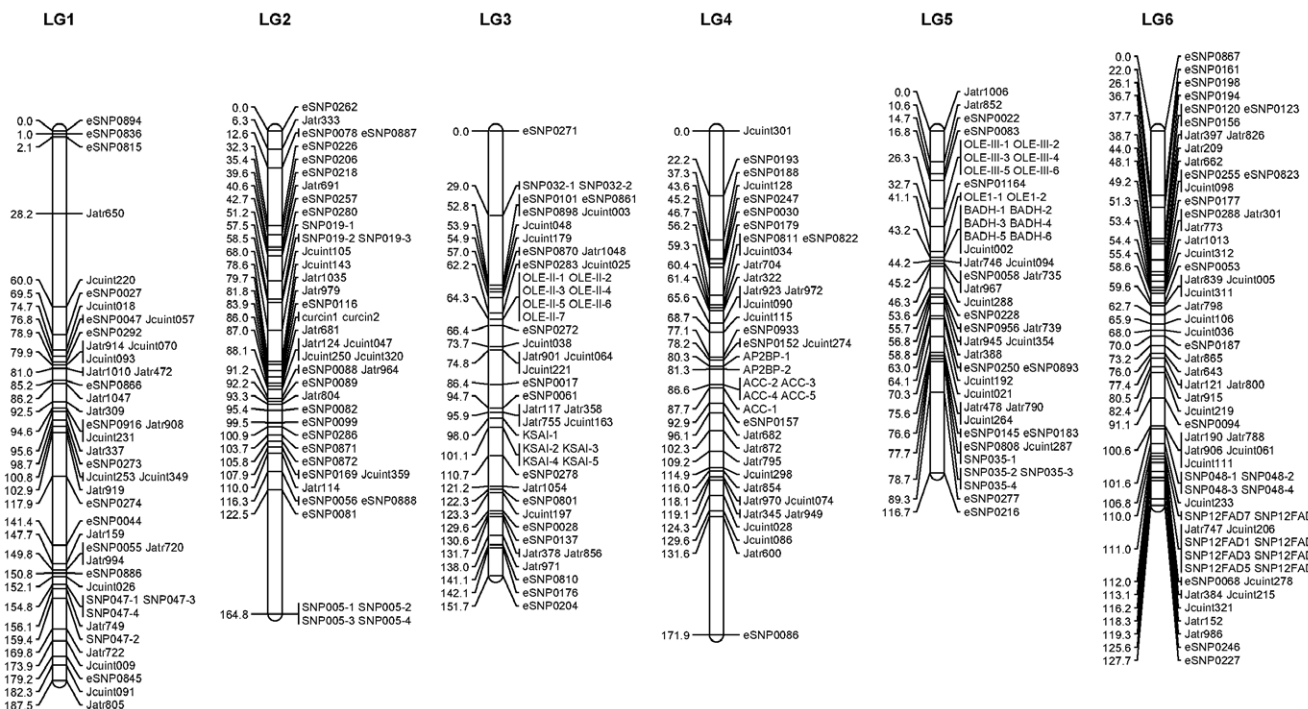 LG1
0.0 eSNP0894
1.0 eSNP0836
2.1 eSNP0815
28.2 Jatr650
60.0 Jcuint220
69.5 eSNP0027
74.7 Jcuint018
76.8 eSNP0047 Jcuint057
78.9 eSNP0292
79.9 Jatr914 Jcuint070
Jcuint093
81.0 Jatr1010 Jatr472
85.2 eSNP0866
86.2 Jatr1047
92.5 Jatr309
94.6 eSNP0916 Jatr908
Jcuint231
95.6 Jatr337
98.7 eSNP0273
100.8 Jcuint253 Jcuint349
102.9 Jatr919
117.9 eSNP0274
141.4 eSNP0044
147.7 Jatr159
149.8 eSNP0055 Jatr720
Jatr994
150.8 eSNP0886
152.1 Jcuint026
154.8 SNP047-1 SNP047-3
SNP047-4
156.1 Jatr749
159.4 SNP047-2
169.8 Jatr722
173.9 Jcuint009
179.2 eSNP0845
182.3 Jcuint091
187.5 Jatr805
LG2
0.0 eSNP0262
6.3 Jatr333
12.6 eSNP0078 eSNP0887
32.3 eSNP0226
35.4 eSNP0206
39.6 eSNP0218
40.6 Jatr691
42.7 eSNP0257
51.2 eSNP0280
57.5 SNP019-1
58.5 SNP019-2 SNP019-3
67.0 Jcuint105
78.6 Jcuint143
79.7 Jatr1035
81.8 Jatr979
83.9 eSNP0116
86.0 curcin1 curcin2
87.0 Jatr681
88.1 Jatr124 Jcuint047
Jcuint250 Jcuint320
91.2 eSNP0088 Jatr964
92.2 eSNP0089
93.3 Jatr804
95.4 eSNP0082
99.5 eSNP0099
100.9 eSNP0286
103.7 eSNP0871
105.8 eSNP0872
107.9 eSNP0169 Jcuint359
110.0 Jatr114
116.3 eSNP0056 eSNP0888
122.5 eSNP0081
164.8 SNP005-1 SNP005-2
SNP005-3 SNP005-4
LG3
0.0 eSNP0271
29.0 SNP032-1 SNP032-2
52.8 eSNP0101 eSNP0861
eSNP0898 Jcuint003
53.9 Jcuint048
54.9 Jcuint179
61.0 eSNP0870 Jatr1048
62.2 eSNP0283 Jcuint025
64.3 OLE-II-1 OLE-II-2
OLE-II-3 OLE-II-4
OLE-II-5 OLE-II-6
OLE-II-7
66.4 eSNP0272
73.7 Jcuint038
74.8 Jatr901 Jcuint064
Jcuint221
86.4 eSNP0017
94.7 eSNP0061
95.9 Jatr117 Jatr358
Jatr755 Jcuint163
98.0 KSAI-1
101.1 KSAI-2 KSAI-3
KSAI-4 KSAI-5
110.7 eSNP0278
121.2 Jatr1054
122.3 eSNP0801
123.3 Jcuint197
129.6 eSNP0028
130.6 eSNP0137
131.7 Jatr378 Jatr856
138.0 Jatr971
141.1 eSNP0810
142.1 eSNP0176
151.7 eSNP0204
LG4
0.0 Jcuint301
22.2 eSNP0193
37.3 eSNP0188
43.6 Jcuint128
45.2 eSNP0247
46.7 eSNP0030
56.2 eSNP0179
59.3 eSNP0811 eSNP0822
Jcuint034
60.4 Jatr704
61.4 Jatr322
65.6 Jatr923 Jatr972
Jcuint090
68.7 Jcuint115
77.1 eSNP0933
78.2 eSNP0152 Jcuint274
80.3 AP2BP-1
81.3 AP2BP-2
86.6 ACC-2 ACC-3
ACC-4 ACC-5
87.7 ACC-1
92.9 eSNP0157
96.1 Jatr682
102.3 Jatr872
109.2 Jatr795
114.9 Jcuint298
116.0 Jatr854
118.1 Jatr970 Jcuint074
119.1 Jatr345 Jatr949
124.3 Jcuint028
129.6 Jcuint086
131.6 Jatr600
171.9 eSNP0086
LG5
0.0 Jatr1006
10.6 Jatr852
14.7 eSNP0022
16.8 eSNP0083
26.3 OLE-III-1 OLE-III-2
OLE-III-3 OLE-III-4
OLE-III-5 OLE-III-6
32.7 eSNP01164
41.1 OLE1-1 OLE1-2
43.2 BADH-1 BADH-2
BADH-3 BADH-4
BADH-5 BADH-6
Jcuint002
44.2 Jatr746 Jcuint094
45.2 eSNP0058 Jatr735
Jatr967
46.3 Jcuint288
53.6 eSNP0228
55.7 eSNP0956 Jatr739
56.8 Jatr945 Jcuint354
58.8 Jatr388
63.0 eSNP0250 eSNP0893
64.1 Jcuint192
70.3 Jcuint021
75.6 Jatr478 Jatr790
Jcuint264
76.6 eSNP0145 eSNP0183
77.7 eSNP0808 Jcuint287
SNP035-1
78.7 SNP035-2 SNP035-3
SNP035-4
89.3 eSNP0277
116.7 eSNP0216
LG6
0.0 eSNP0867
22.0 eSNP0161
26.1 eSNP0198
36.7 eSNP0194
37.7 eSNP0120 eSNP0123
eSNP0156
38.7 Jatr397 Jatr826
44.0 Jatr209
48.1 Jatr662
49.2 eSNP0255 eSNP0823
Jcuint098
51.3 eSNP0177
53.4 eSNP0288 Jatr301
Jatr773
54.4 Jatr1013
55.4 Jcuint312
58.6 eSNP0053
59.6 Jatr839 Jcuint005
Jcuint311
62.7 Jatr798
65.9 Jcuint106
68.0 Jcuint036
70.0 eSNP0187
73.2 Jatr865
76.0 Jatr643
77.4 Jatr121 Jatr800
80.5 Jatr915
82.4 Jcuint219
91.1 eSNP0094
100.6 Jatr190 Jatr788
Jatr906 Jcuint061
Jcuint111
101.6 SNP048-1 SNP048-2
SNP048-3 SNP048-4
106.8 Jcuint233
110.0 SNP12FAD7 SNP12FAD
111.0 Jatr747 Jcuint206
SNP12FAD1 SNP12FAD
SNP12FAD3 SNP12FAD
SNP12FAD5 SNP12FAD
112.0 eSNP0068 Jcuint278
113.1 Jatr384 Jcuint215
116.2 Jcuint321
118.3 Jatr152
119.3 Jatr986
125.6 eSNP0246
127.7 eSNP0227